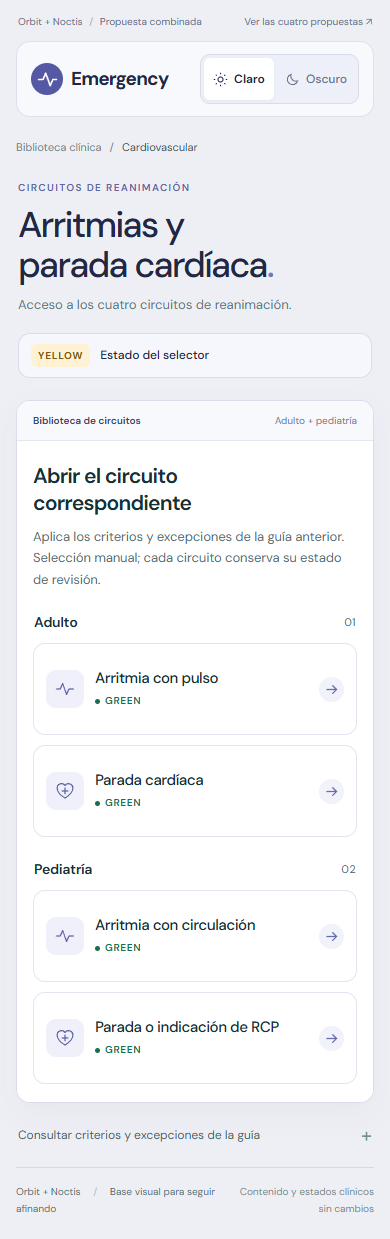 Orbit + Noctis / Propuesta combinada
Ver las cuatro propuestas ↗
Emergency
Claro
Oscuro
Biblioteca clínica / Cardiovascular
CIRCUITOS DE REANIMACIÓN
Arritmias y
parada cardíaca.
Acceso a los cuatro circuitos de reanimación.
YELLOW Estado del selector
Biblioteca de circuitos
Adulto + pediatría
Abrir el circuito
correspondiente
Aplica los criterios y excepciones de la guía anterior.
Selección manual; cada circuito conserva su estado
de revisión.
Adulto 01
Arritmia con pulso
GREEN
Parada cardíaca
GREEN
Pediatría 02
Arritmia con circulación
GREEN
Parada o indicación de RCP
GREEN
Consultar criterios y excepciones de la guía +
Orbit + Noctis / Base visual para seguir
afinando
Contenido y estados clínicos
sin cambios